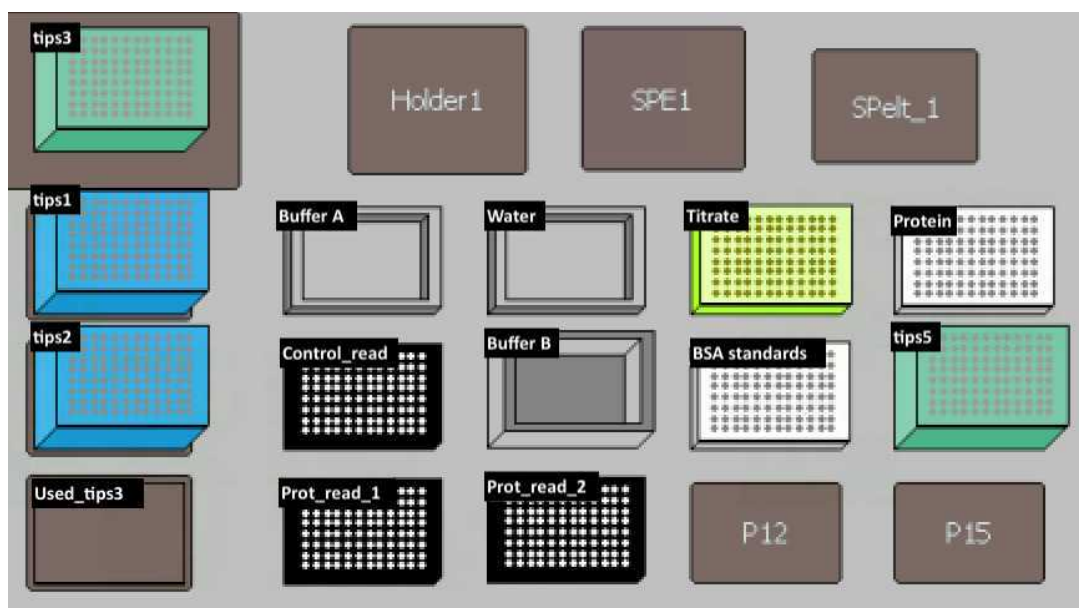 tips3
Holder1
SPE1
SPelt_1
tips1
Buffer A
Water
Titrate
Protein
tips2
Control_read
Buffer B
BSA standards
tips5
Used_tips3
Prot_read_1
Prot_read_2
P12
P15